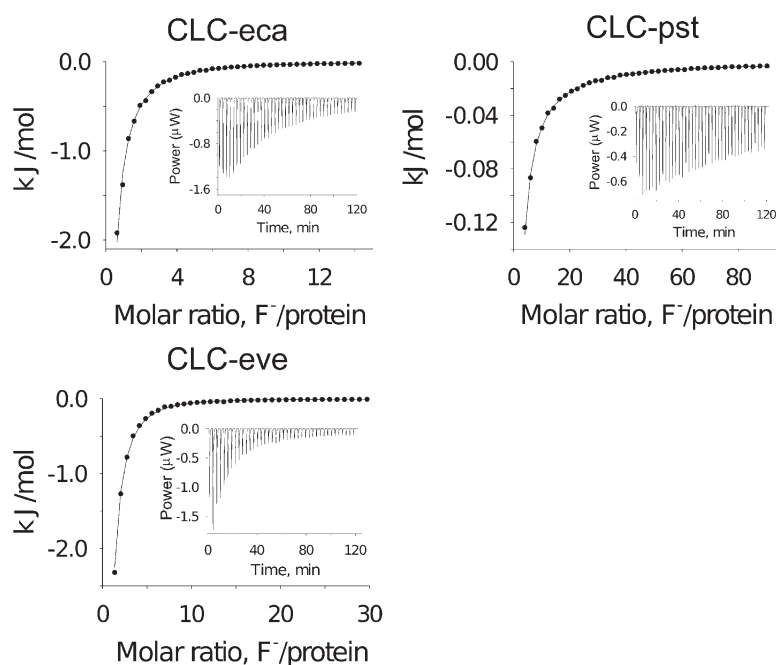 CLC-eca
0.0
-1.0
-2.0
kJ/mol
0 4 8 12
Molar ratio, F⁻/protein
0.0
-0.8
-1.6
Power (μW)
0 40 80 120
Time, min
CLC-pst
0.00
-0.04
-0.08
-0.12
kJ/mol
0 20 40 60 80
Molar ratio, F⁻/protein
0.0
-0.2
-0.4
-0.6
Power (μW)
0 40 80 120
Time, min
CLC-eve
0.0
-1.0
-2.0
kJ/mol
0 10 20 30
Molar ratio, F⁻/protein
0.0
-0.5
-1.0
-1.5
Power (μW)
0 40 80 120
Time, min